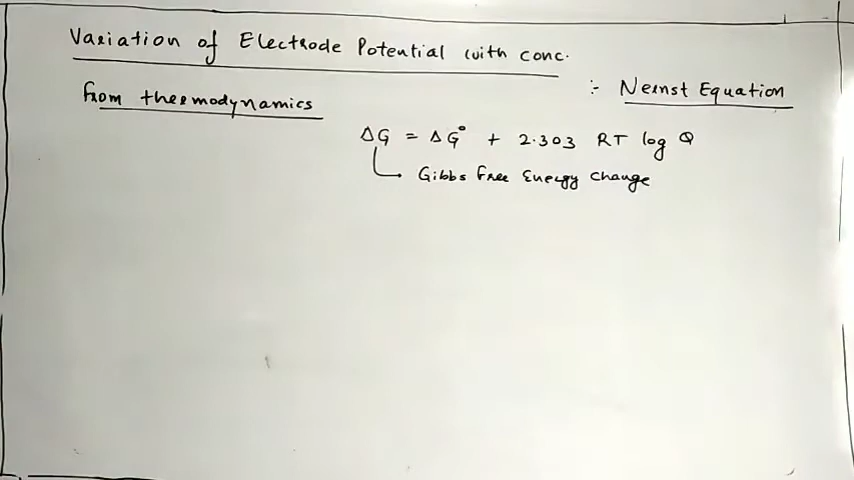 Variation of Electrode Potential with conc.
:- Nernst Equation
from thermodynamics
ΔG = ΔG° + 2.303 RT log Q
Gibbs free Energy change